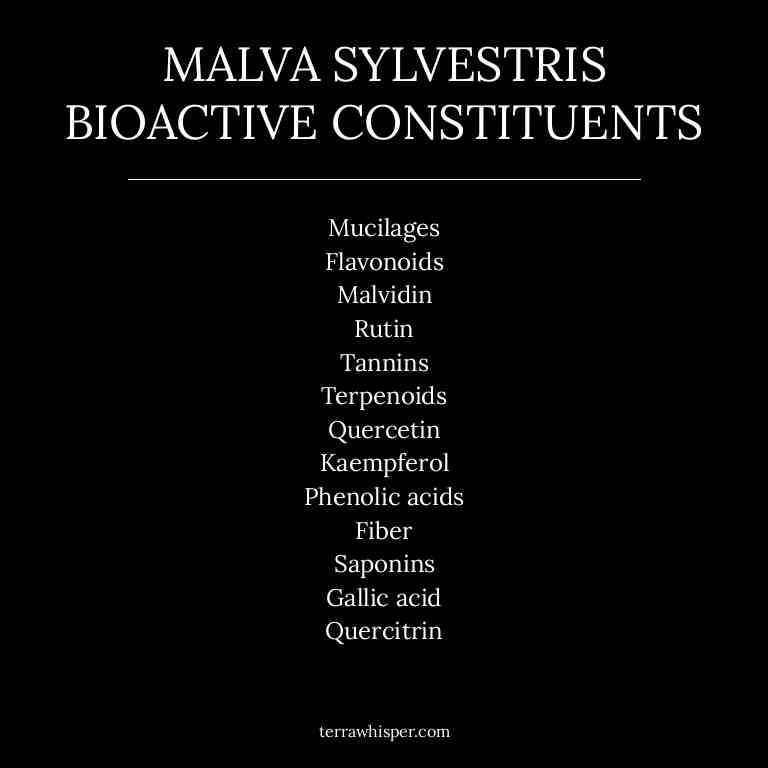 MALVA SYLVESTRIS
BIOACTIVE CONSTITUENTS
Mucilages
Flavonoids
Malvidin
Rutin
Tannins
Terpenoids
Quercetin
Kaempferol
Phenolic acids
Fiber
Saponins
Gallic acid
Quercitrin
terrawhisper.com